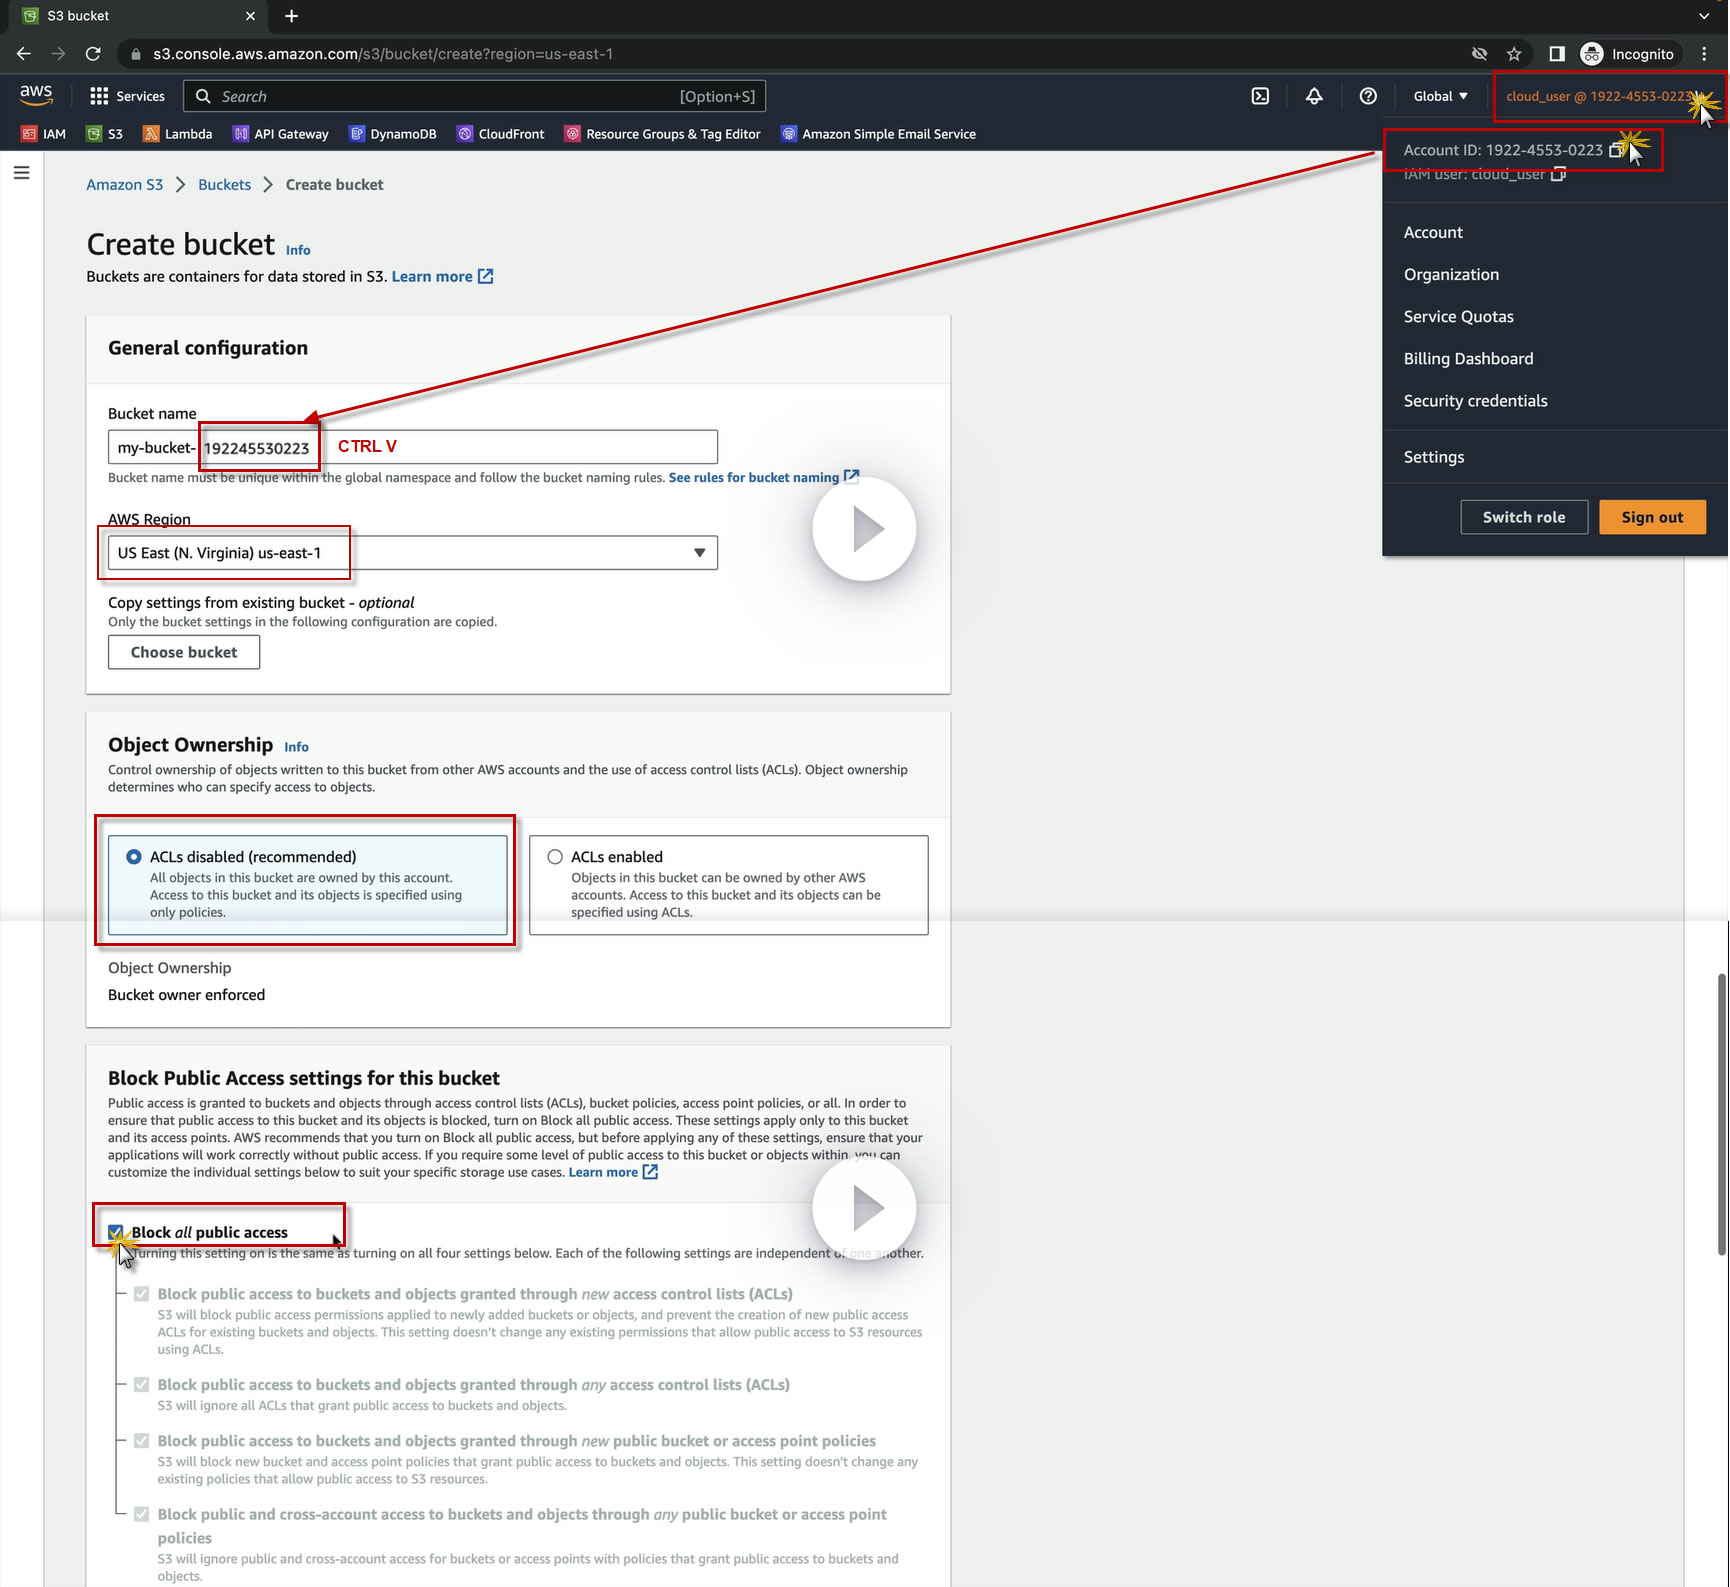 S3 bucket
s3.console.aws.amazon.com/s3/bucket/create?region=us-east-1
Incognito
aws
Services
Search
[Option+S]
Global
cloud_user @ 1922-4553-0223
IAM
S3
Lambda
API Gateway
DynamoDB
CloudFront
Resource Groups & Tag Editor
Amazon Simple Email Service
Account ID: 1922-4553-0223
IAM user: cloud_user
Account
Organization
Service Quotas
Billing Dashboard
Security credentials
Settings
Switch role
Sign out
Amazon S3 > Buckets > Create bucket
Create bucket Info
Buckets are containers for data stored in S3. Learn more
General configuration
Bucket name
my-bucket-192245530223 CTRL V
Bucket name must be unique within the global namespace and follow the bucket naming rules. See rules for bucket naming
AWS Region
US East (N. Virginia) us-east-1
Copy settings from existing bucket - optional
Only the bucket settings in the following configuration are copied.
Choose bucket
Object Ownership Info
Control ownership of objects written to this bucket from other AWS accounts and the use of access control lists (ACLs). Object ownership
determines who can specify access to objects.
ACLs disabled (recommended)
All objects in this bucket are owned by this account.
Access to this bucket and its objects is specified using
only policies.
ACLs enabled
Objects in this bucket can be owned by other AWS
accounts. Access to this bucket and its objects can be
specified using ACLs.
Object Ownership
Bucket owner enforced
Block Public Access settings for this bucket
Public access is granted to buckets and objects through access control lists (ACLs), bucket policies, access point policies, or all. In order to
ensure that public access to this bucket and its objects is blocked, turn on Block all public access. These settings apply only to this bucket
and its access points. AWS recommends that you turn on Block all public access, but before applying any of these settings, ensure that your
applications will work correctly without public access. If you require some level of public access to this bucket or objects within, you can
customize the individual settings below to suit your specific storage use cases. Learn more
Block all public access
Turning this setting on is the same as turning on all four settings below. Each of the following settings are independent of one another.
Block public access to buckets and objects granted through new access control lists (ACLs)
S3 will block public access permissions applied to newly added buckets or objects, and prevent the creation of new public access
ACLs for existing buckets and objects. This setting doesn't change any existing permissions that allow public access to S3 resources
using ACLs.
Block public access to buckets and objects granted through any access control lists (ACLs)
S3 will ignore all ACLs that grant public access to buckets and objects.
Block public access to buckets and objects granted through new public bucket or access point policies
S3 will block new bucket and access point policies that grant public access to buckets and objects. This setting doesn't change any
existing policies that allow public access to S3 resources.
Block public and cross-account access to buckets and objects through any public bucket or access point
policies
S3 will ignore public and cross-account access for buckets or access points with policies that grant public access to buckets and
objects.